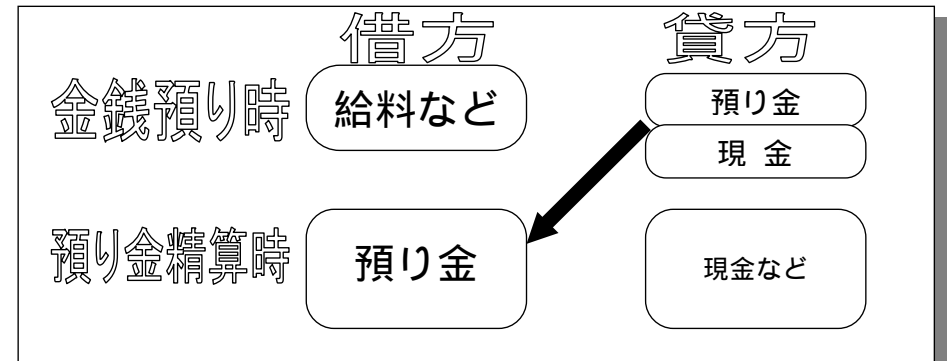 借方 貸方
金銭預り時 給料など 預り金
現 金
預り金精算時 預り金 現金など